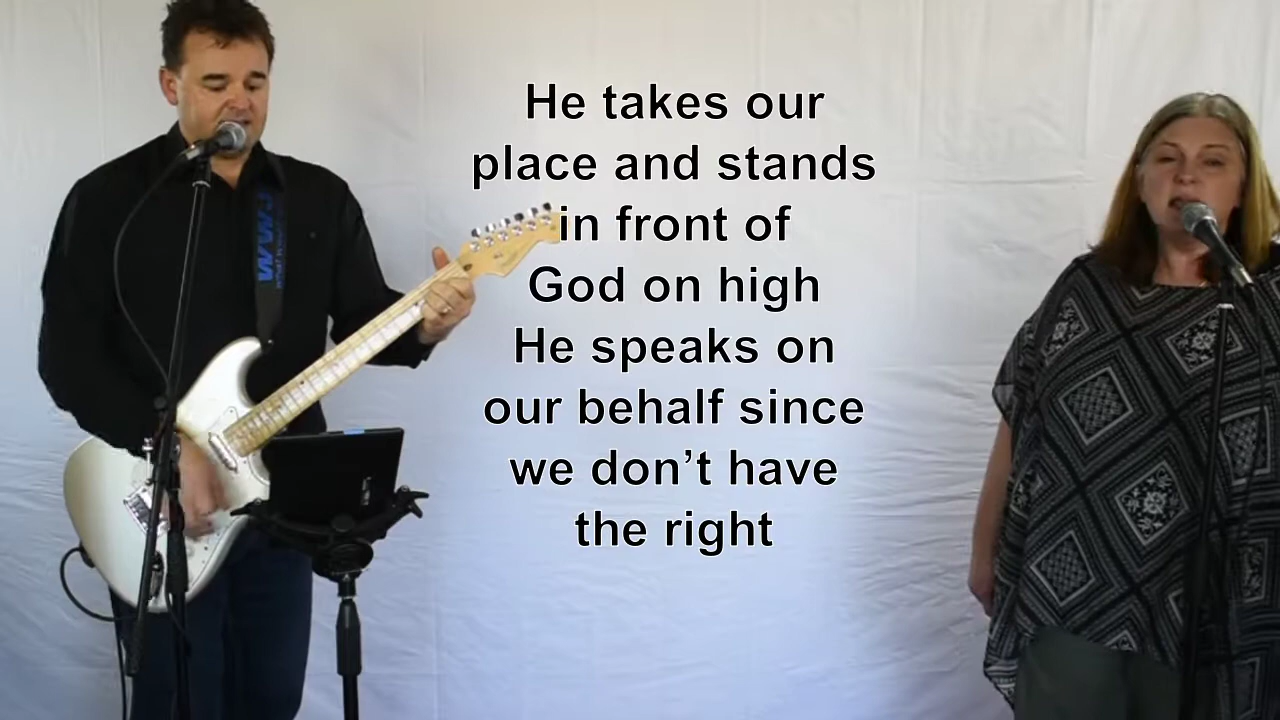 He takes our
place and stands
in front of
God on high
He speaks on
our behalf since
we don’t have
the right